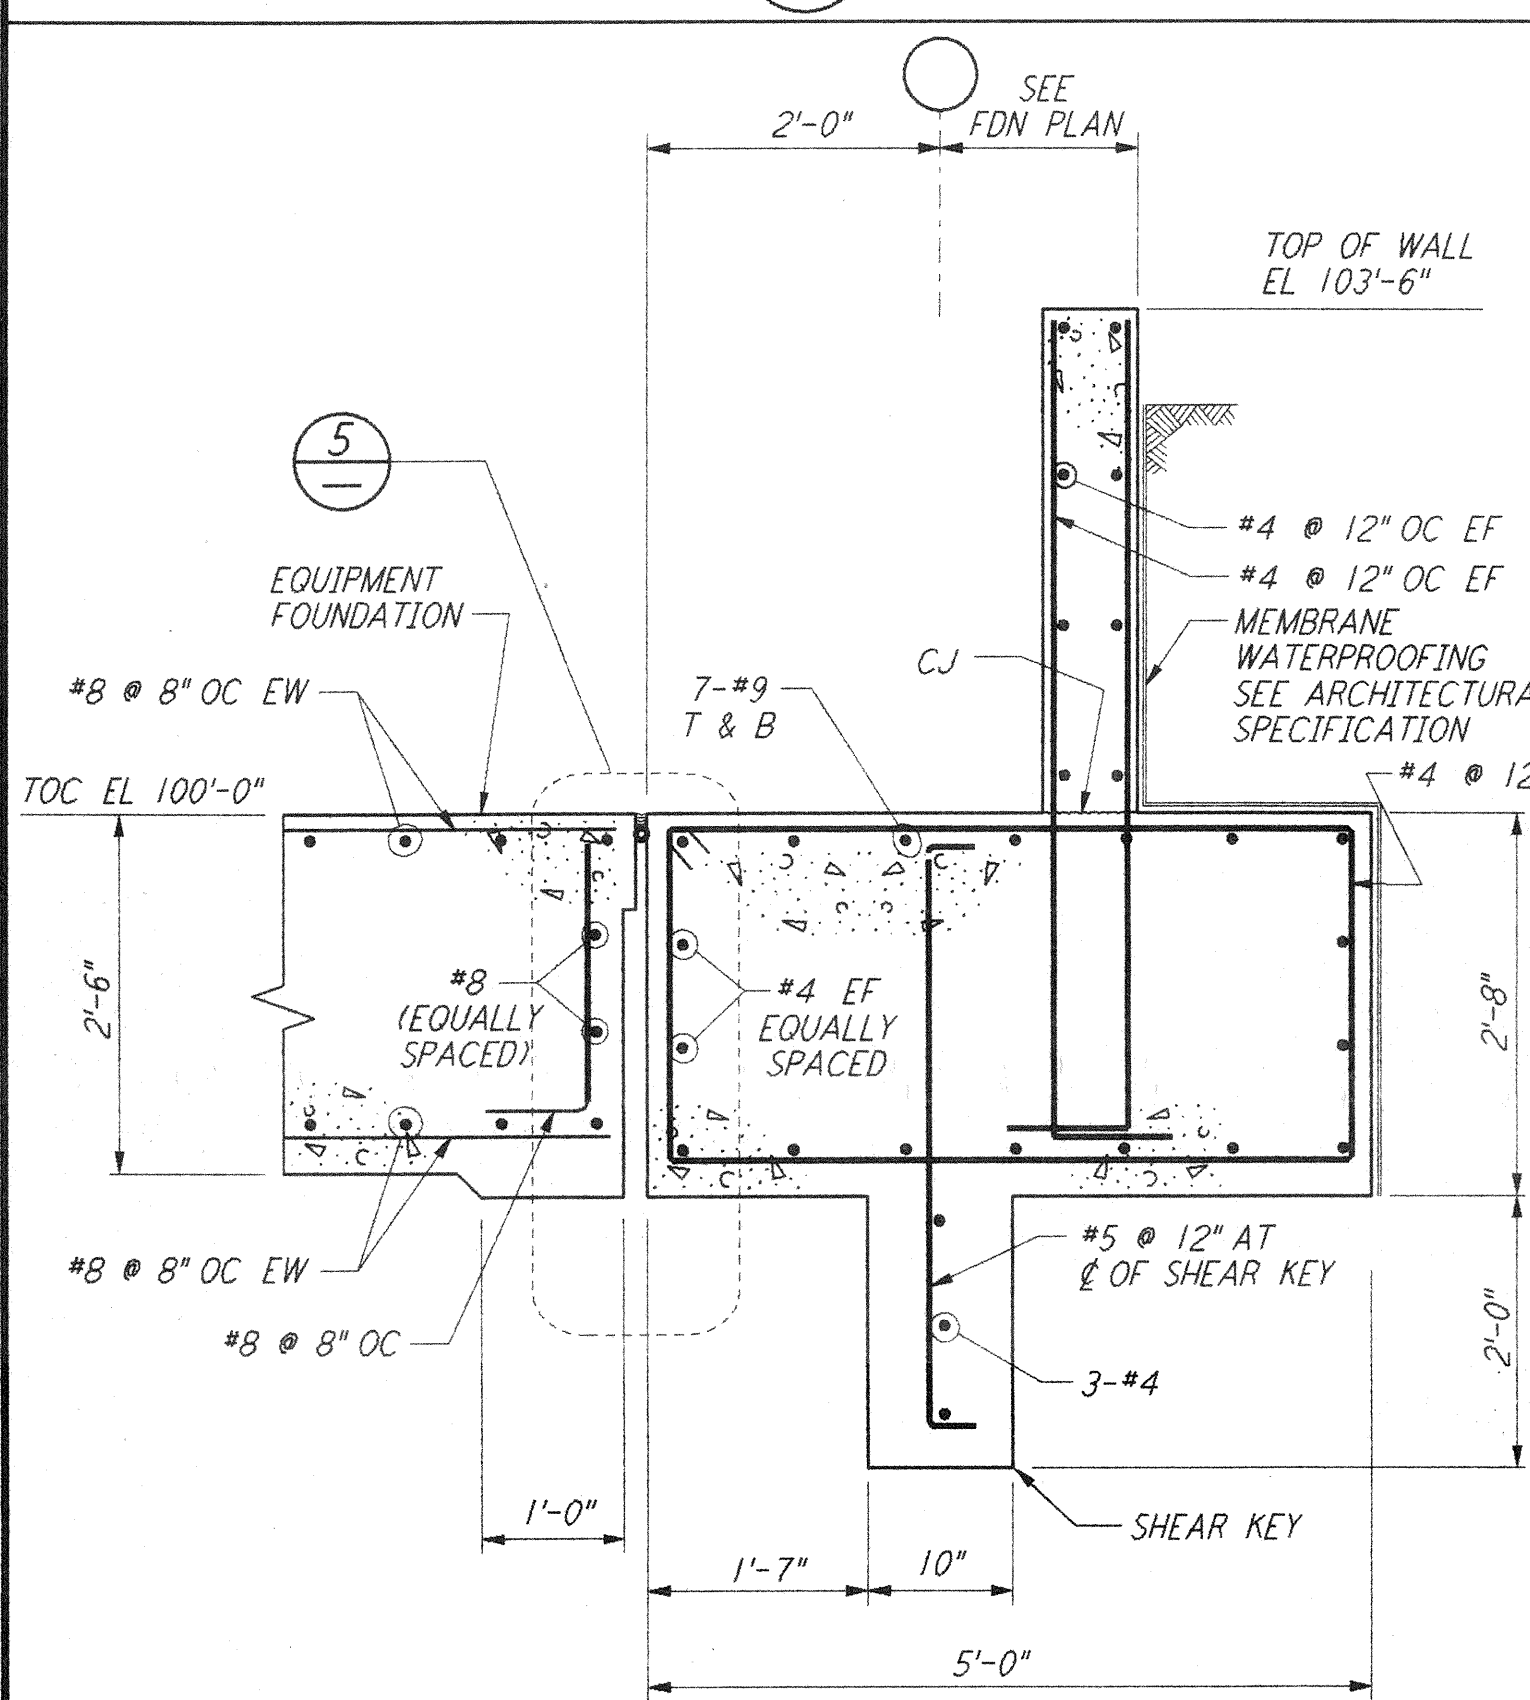 SEE
FDN PLAN
2'-0"
TOP OF WALL
EL 103'-6"
5
#4 @ 12" OC EF
#4 @ 12" OC EF
EQUIPMENT
FOUNDATION
MEMBRANE
WATERPROOFING
SEE ARCHITECTURA
SPECIFICATION
CJ
#8 @ 8" OC EW
7-#9
T & B
TOC EL 100'-0"
#4 @ 12
2'-6"
#8
(EQUALLY
SPACED)
#4 EF
EQUALLY
SPACED
2'-8"
#5 @ 12" AT
℄ OF SHEAR KEY
#8 @ 8" OC EW
#8 @ 8" OC
2'-0"
3-#4
1'-0"
SHEAR KEY
1'-7"
10"
5'-0"